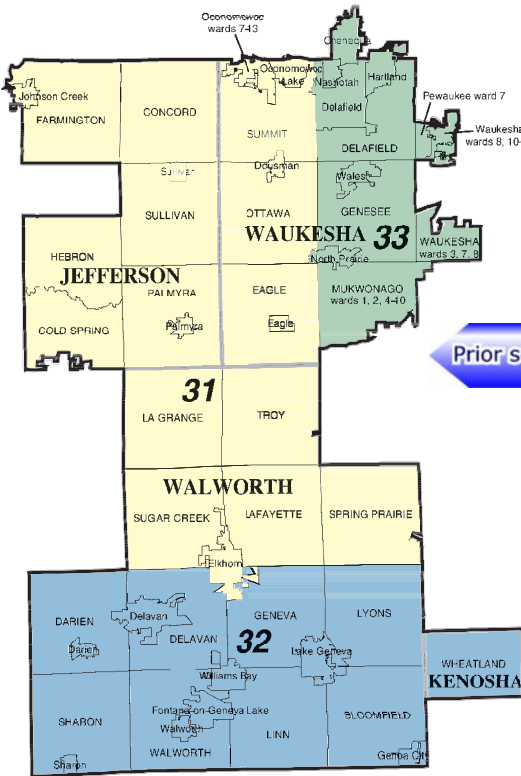 Oconomowoc
wards 7-13
Chenequa
Oconomowoc
Lake
Nashotah
Hartland
Johnson Creek
FARMINGTON
CONCORD
Delafield
Pewaukee ward 7
SUMMIT
DELAFIELD
Waukesha
wards 8, 10-
Sullivan
Dousman
Wales
SULLIVAN
OTTAWA
GENESEE
WAUKESHA 33
WAUKESHA
wards 3, 7, 8
HEBRON
JEFFERSON
North Prairie
PALMYRA
EAGLE
MUKWONAGO
wards 1, 2, 4-10
COLD SPRING
Palmyra
Eagle
Prior s
31
LA GRANGE
TROY
WALWORTH
SUGAR CREEK
LAFAYETTE
SPRING PRAIRIE
Elkhorn
DARIEN
Delavan
GENEVA
LYONS
DELAVAN
32
Darien
Lake Geneva
Williams Bay
WHEATLAND
KENOSHA
SHARON
Fontana-on-Geneva Lake
Walworth
LINN
BLOOMFIELD
WALWORTH
Sharon
Genoa City